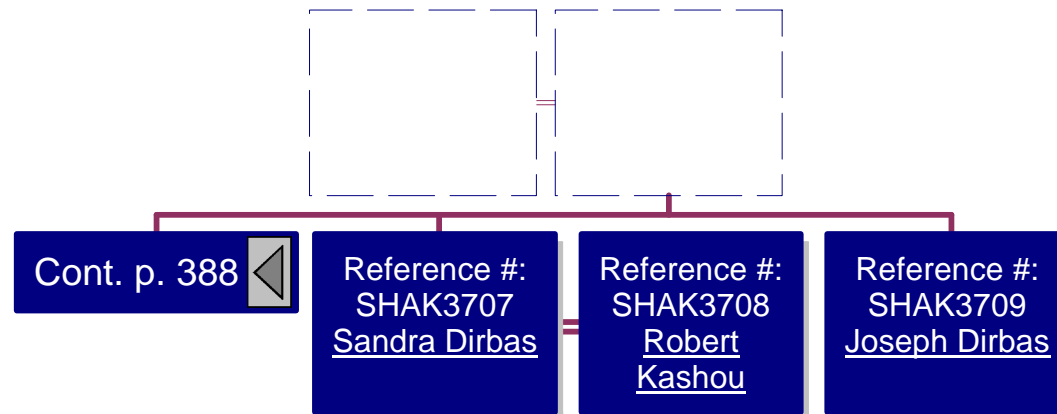 Cont. p. 388
Reference #:
SHAK3707
Sandra Dirbas
Reference #:
SHAK3708
Robert
Kashou
Reference #:
SHAK3709
Joseph Dirbas